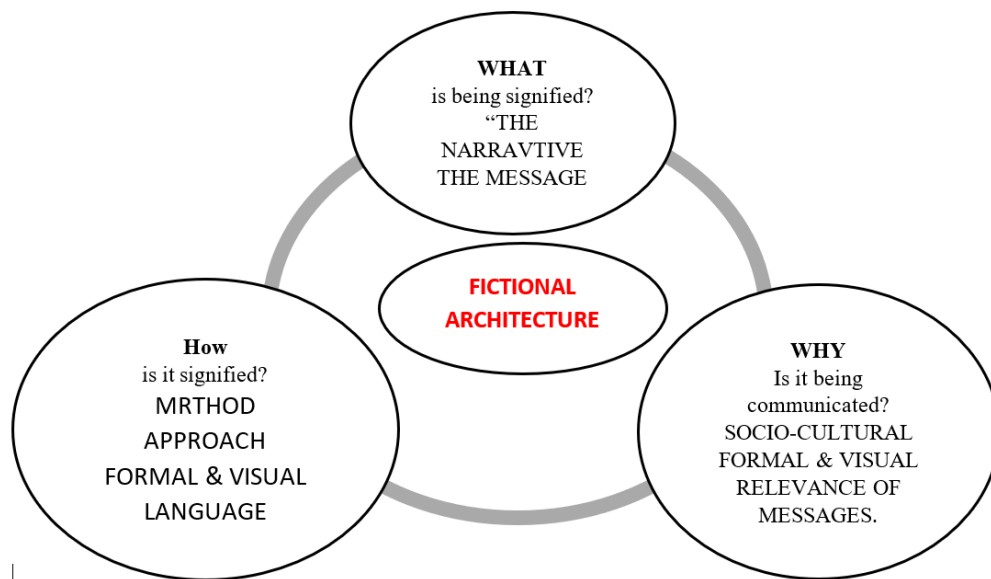 WHAT
is being signified?
“THE
NARRAVTIVE
THE MESSAGE
FICTIONAL
ARCHITECTURE
How
is it signified?
MRTHOD
APPROACH
FORMAL & VISUAL
LANGUAGE
WHY
Is it being
communicated?
SOCIO-CULTURAL
FORMAL & VISUAL
RELEVANCE OF
MESSAGES.